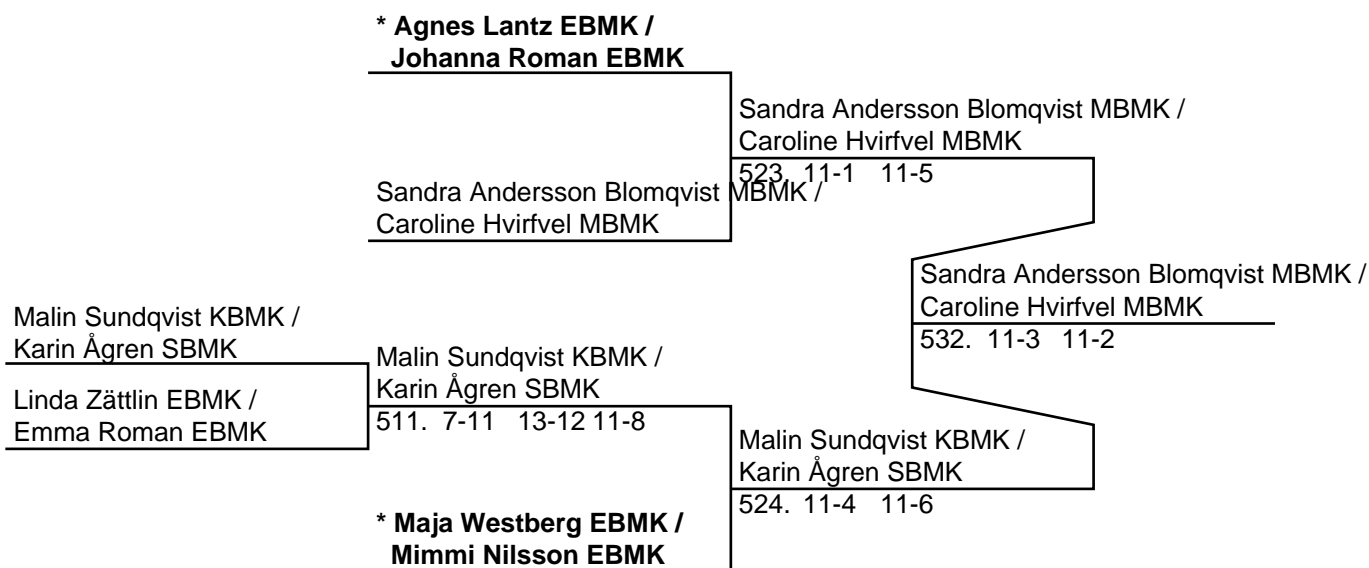 * Agnes Lantz EBMK /
Johanna Roman EBMK
Sandra Andersson Blomqvist MBMK /
Caroline Hvirfvel MBMK
523. 11-1 11-5
Sandra Andersson Blomqvist MBMK /
Caroline Hvirfvel MBMK
Sandra Andersson Blomqvist MBMK /
Caroline Hvirfvel MBMK
532. 11-3 11-2
Malin Sundqvist KBMK /
Karin Ågren SBMK
Linda Zättlin EBMK /
Emma Roman EBMK
Malin Sundqvist KBMK /
Karin Ågren SBMK
511. 7-11 13-12 11-8
Malin Sundqvist KBMK /
Karin Ågren SBMK
524. 11-4 11-6
* Maja Westberg EBMK /
Mimmi Nilsson EBMK